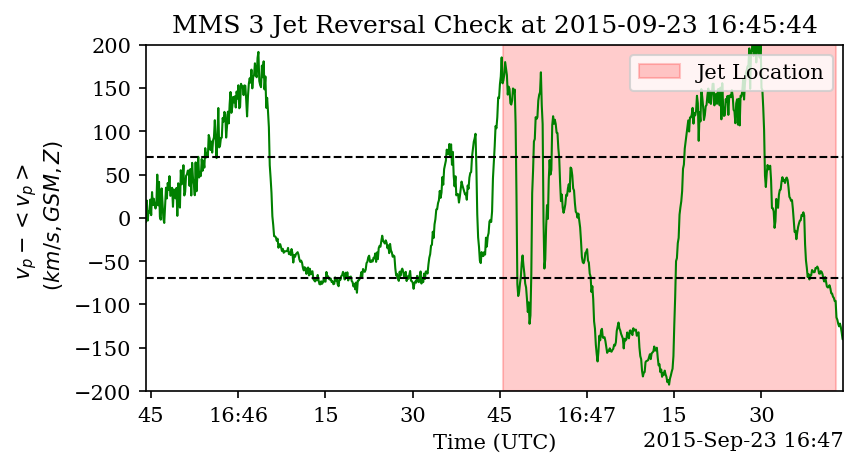 MMS 3 Jet Reversal Check at 2015-09-23 16:45:44
Jet Location
v_p − <v_p>
(km/s, GSM, Z)
200
150
100
50
0
−50
−100
−150
−200
45
16:46
15
30
45
16:47
15
30
Time (UTC)
2015-Sep-23 16:47